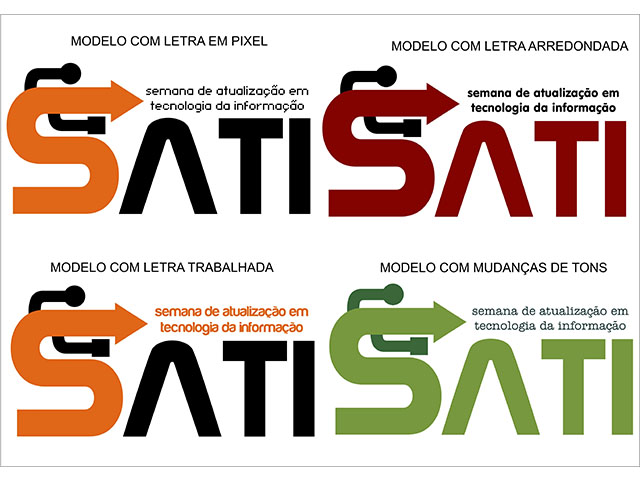 MODELO COM LETRA EM PIXEL
semana de atualização em
tecnologia da informação
SATI
MODELO COM LETRA ARREDONDADA
semana de atualização em
tecnologia da informação
SATI
MODELO COM LETRA TRABALHADA
semana de atualização em
tecnologia da informação
SATI
MODELO COM MUDANÇAS DE TONS
semana de atualização em
tecnologia da informação
SATI